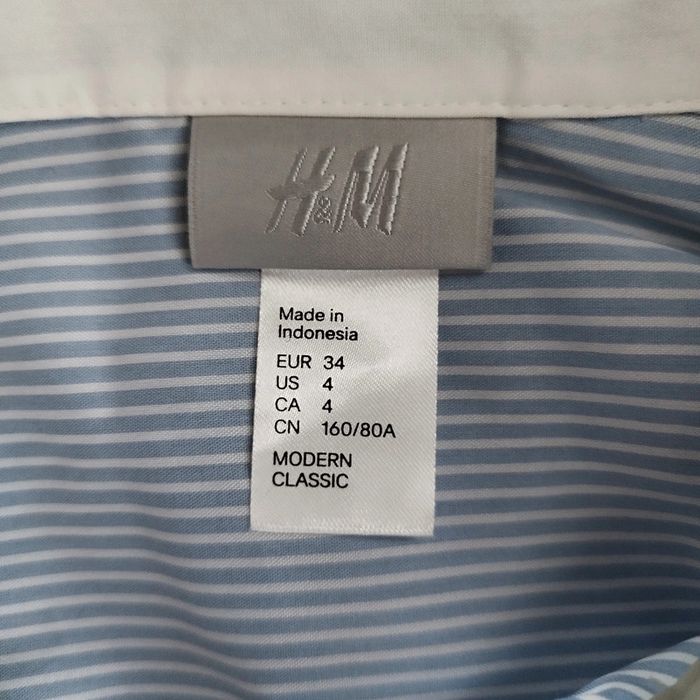 H&M
Made in
Indonesia
EUR 34
US 4
CA 4
CN 160/80A
MODERN
CLASSIC